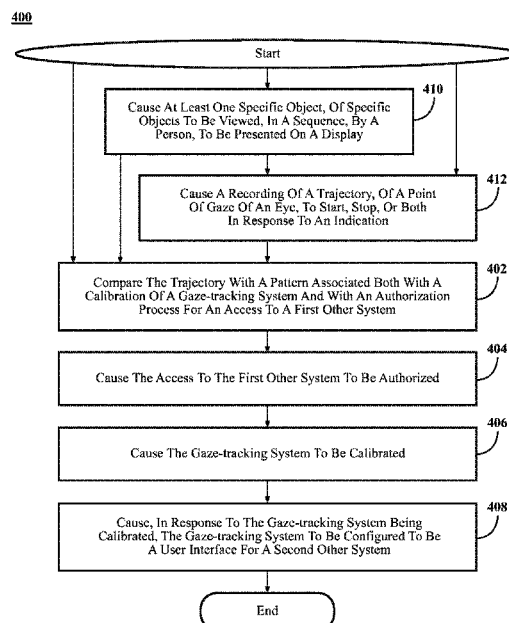 400
Start
410
Cause At Least One Specific Object, Of Specific
Objects To Be Viewed, In A Sequence, By A
Person, To Be Presented On A Display
412
Cause A Recording Of A Trajectory, Of A Point
Of Gaze Of An Eye, To Start, Stop, Or Both
In Response To An Indication
402
Compare The Trajectory With A Pattern Associated Both With A
Calibration Of A Gaze-tracking System And With An Authorization
Process For An Access To A First Other System
404
Cause The Access To The First Other System To Be Authorized
406
Cause The Gaze-tracking System To Be Calibrated
408
Cause, In Response To The Gaze-tracking System Being
Calibrated, The Gaze-tracking System To Be Configured To Be
A User Interface For A Second Other System
End